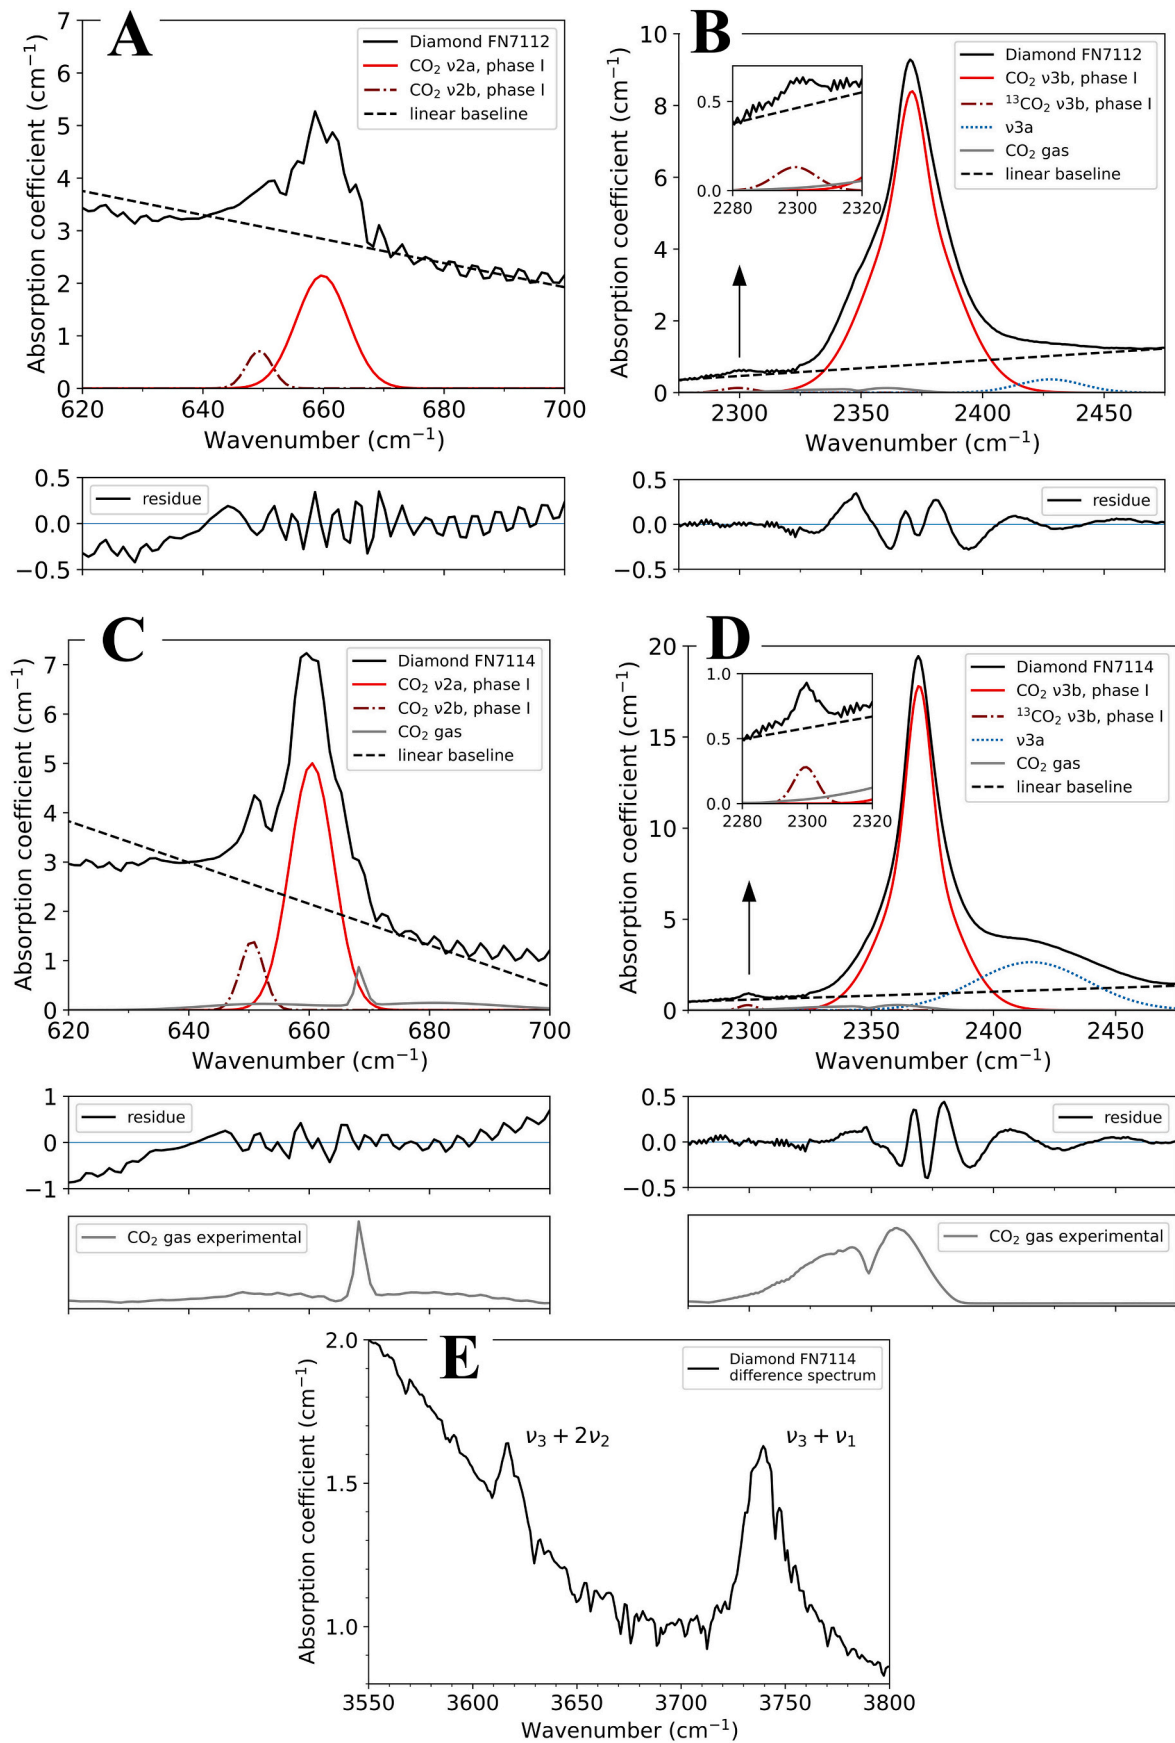 A
Absorption coefficient (cm⁻¹)
7
6
5
4
3
2
1
0
Diamond FN7112
CO₂ ν2a, phase I
CO₂ ν2b, phase I
linear baseline
620 640 660 680 700
Wavenumber (cm⁻¹)
0.5
0.0
−0.5
residue
B
Absorption coefficient (cm⁻¹)
10
8
6
4
2
0
0.5
0.0
2280 2300 2320
Diamond FN7112
CO₂ ν3b, phase I
¹³CO₂ ν3b, phase I
ν3a
CO₂ gas
linear baseline
2300 2350 2400 2450
Wavenumber (cm⁻¹)
0.5
0.0
−0.5
residue
C
Absorption coefficient (cm⁻¹)
7
6
5
4
3
2
1
0
Diamond FN7114
CO₂ ν2a, phase I
CO₂ ν2b, phase I
CO₂ gas
linear baseline
620 640 660 680 700
Wavenumber (cm⁻¹)
1
0
−1
residue
CO₂ gas experimental
D
Absorption coefficient (cm⁻¹)
20
15
10
5
0
1.0
0.5
0.0
2280 2300 2320
Diamond FN7114
CO₂ ν3b, phase I
¹³CO₂ ν3b, phase I
ν3a
CO₂ gas
linear baseline
2300 2350 2400 2450
Wavenumber (cm⁻¹)
0.5
0.0
−0.5
residue
CO₂ gas experimental
E
Absorption coefficient (cm⁻¹)
2.0
1.5
1.0
Diamond FN7114
difference spectrum
ν₃ + 2ν₂
ν₃ + ν₁
3550 3600 3650 3700 3750 3800
Wavenumber (cm⁻¹)